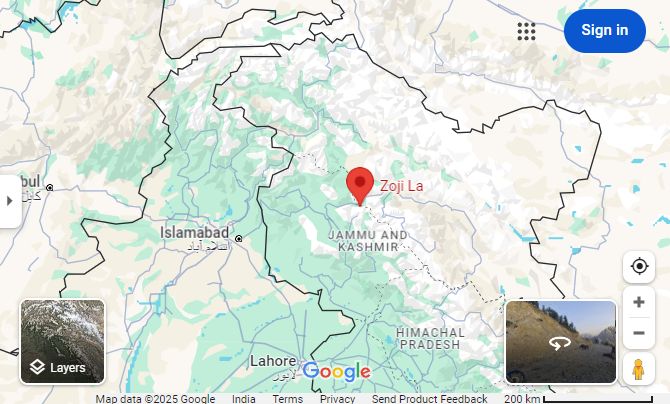 Sign in
Zoji La
bul
كابل
Islamabad
اسلام آباد
JAMMU AND
KASHMIR
HIMACHAL
PRADESH
Lahore
لاہور
Google
Layers
Map data ©2025 Google India Terms Privacy Send Product Feedback 200 km